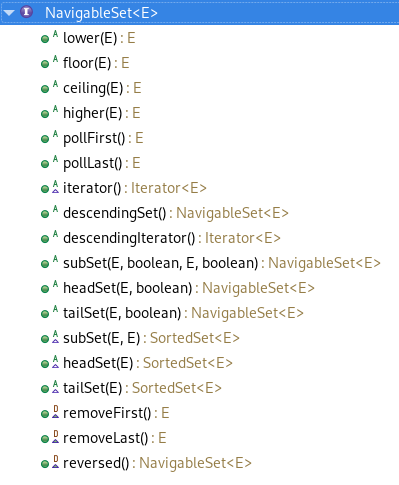 NavigableSet<E>
lower(E) : E
floor(E) : E
ceiling(E) : E
higher(E) : E
pollFirst() : E
pollLast() : E
iterator() : Iterator<E>
descendingSet() : NavigableSet<E>
descendingIterator() : Iterator<E>
subSet(E, boolean, E, boolean) : NavigableSet<E>
headSet(E, boolean) : NavigableSet<E>
tailSet(E, boolean) : NavigableSet<E>
subSet(E, E) : SortedSet<E>
headSet(E) : SortedSet<E>
tailSet(E) : SortedSet<E>
removeFirst() : E
removeLast() : E
reversed() : NavigableSet<E>